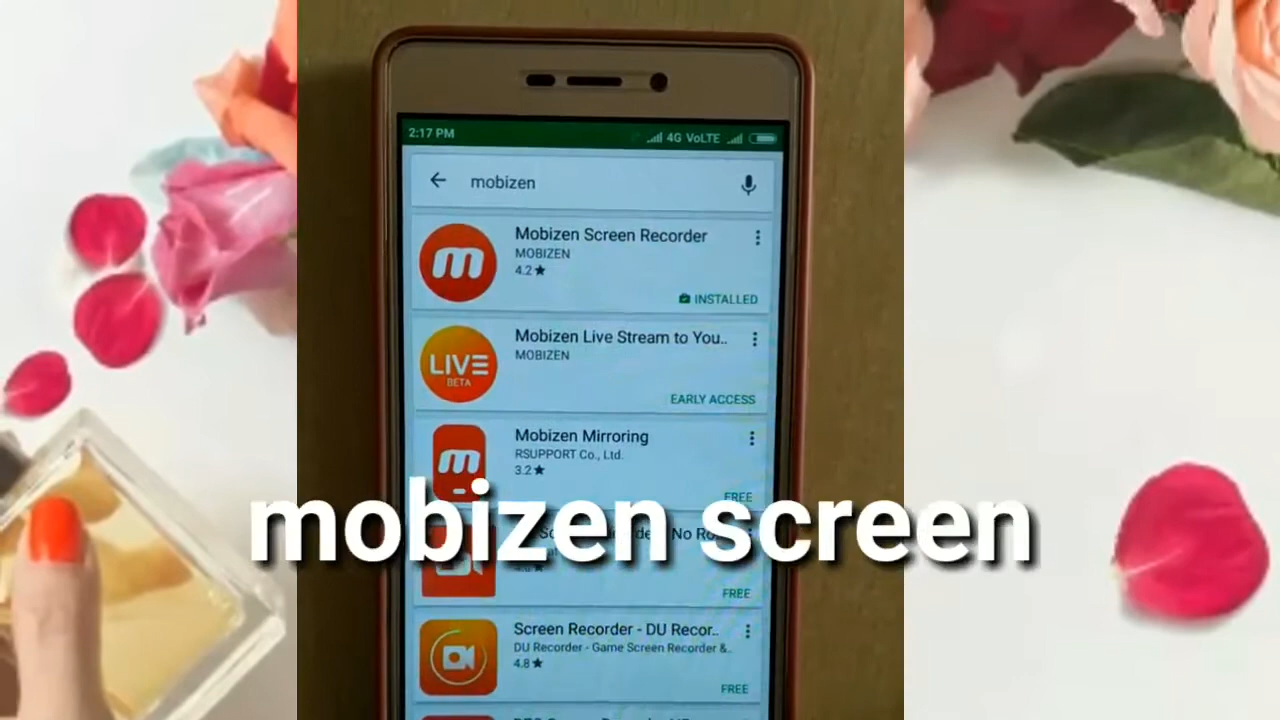 2:17 PM
4G VoLTE
mobizen
m
Mobizen Screen Recorder
MOBIZEN
4.2★
INSTALLED
LIVE
BETA
Mobizen Live Stream to You..
MOBIZEN
EARLY ACCESS
m
Mobizen Mirroring
RSUPPORT Co., Ltd.
3.2★
FREE
mobizen screen
No
FREE
Screen Recorder - DU Recor..
DU Recorder - Game Screen Recorder &..
4.8★
FREE